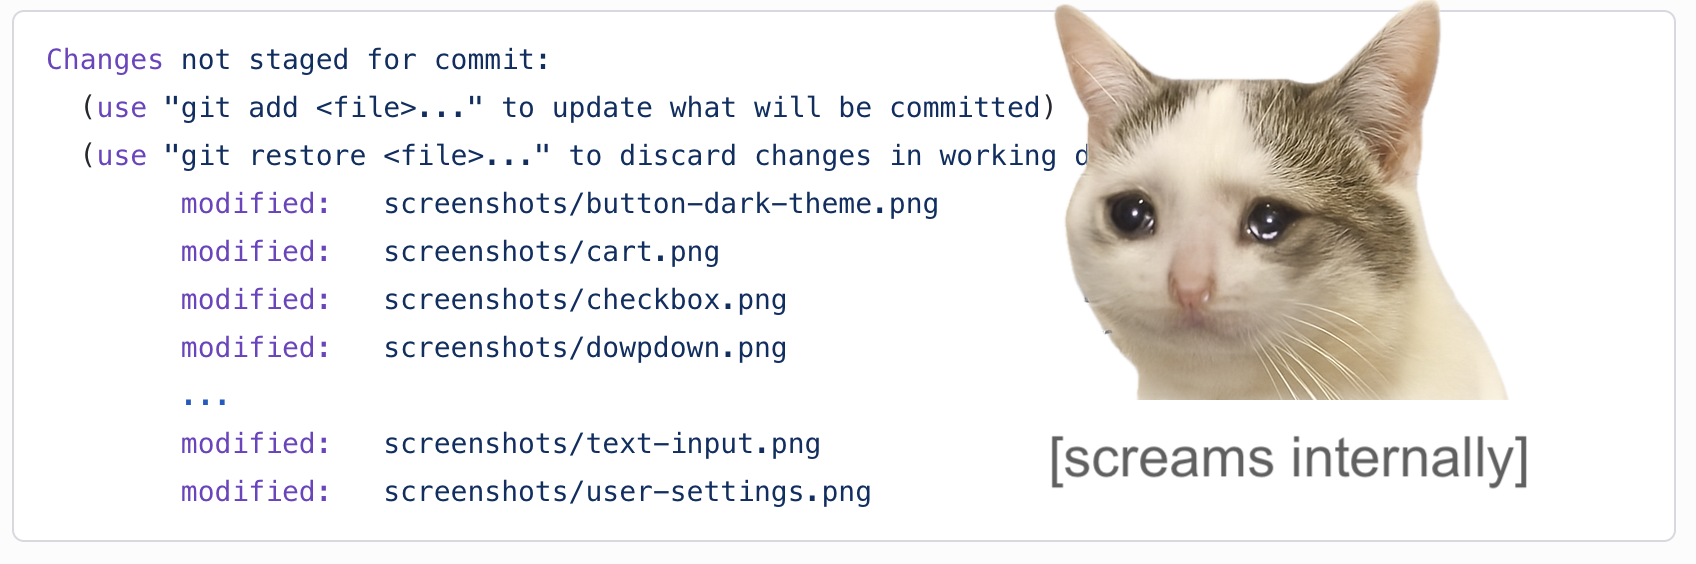 Changes not staged for commit:
(use "git add <file>..." to update what will be committed)
(use "git restore <file>..." to discard changes in working d
modified: screenshots/button-dark-theme.png
modified: screenshots/cart.png
modified: screenshots/checkbox.png
modified: screenshots/dowpdown.png
...
modified: screenshots/text-input.png
modified: screenshots/user-settings.png
[screams internally]